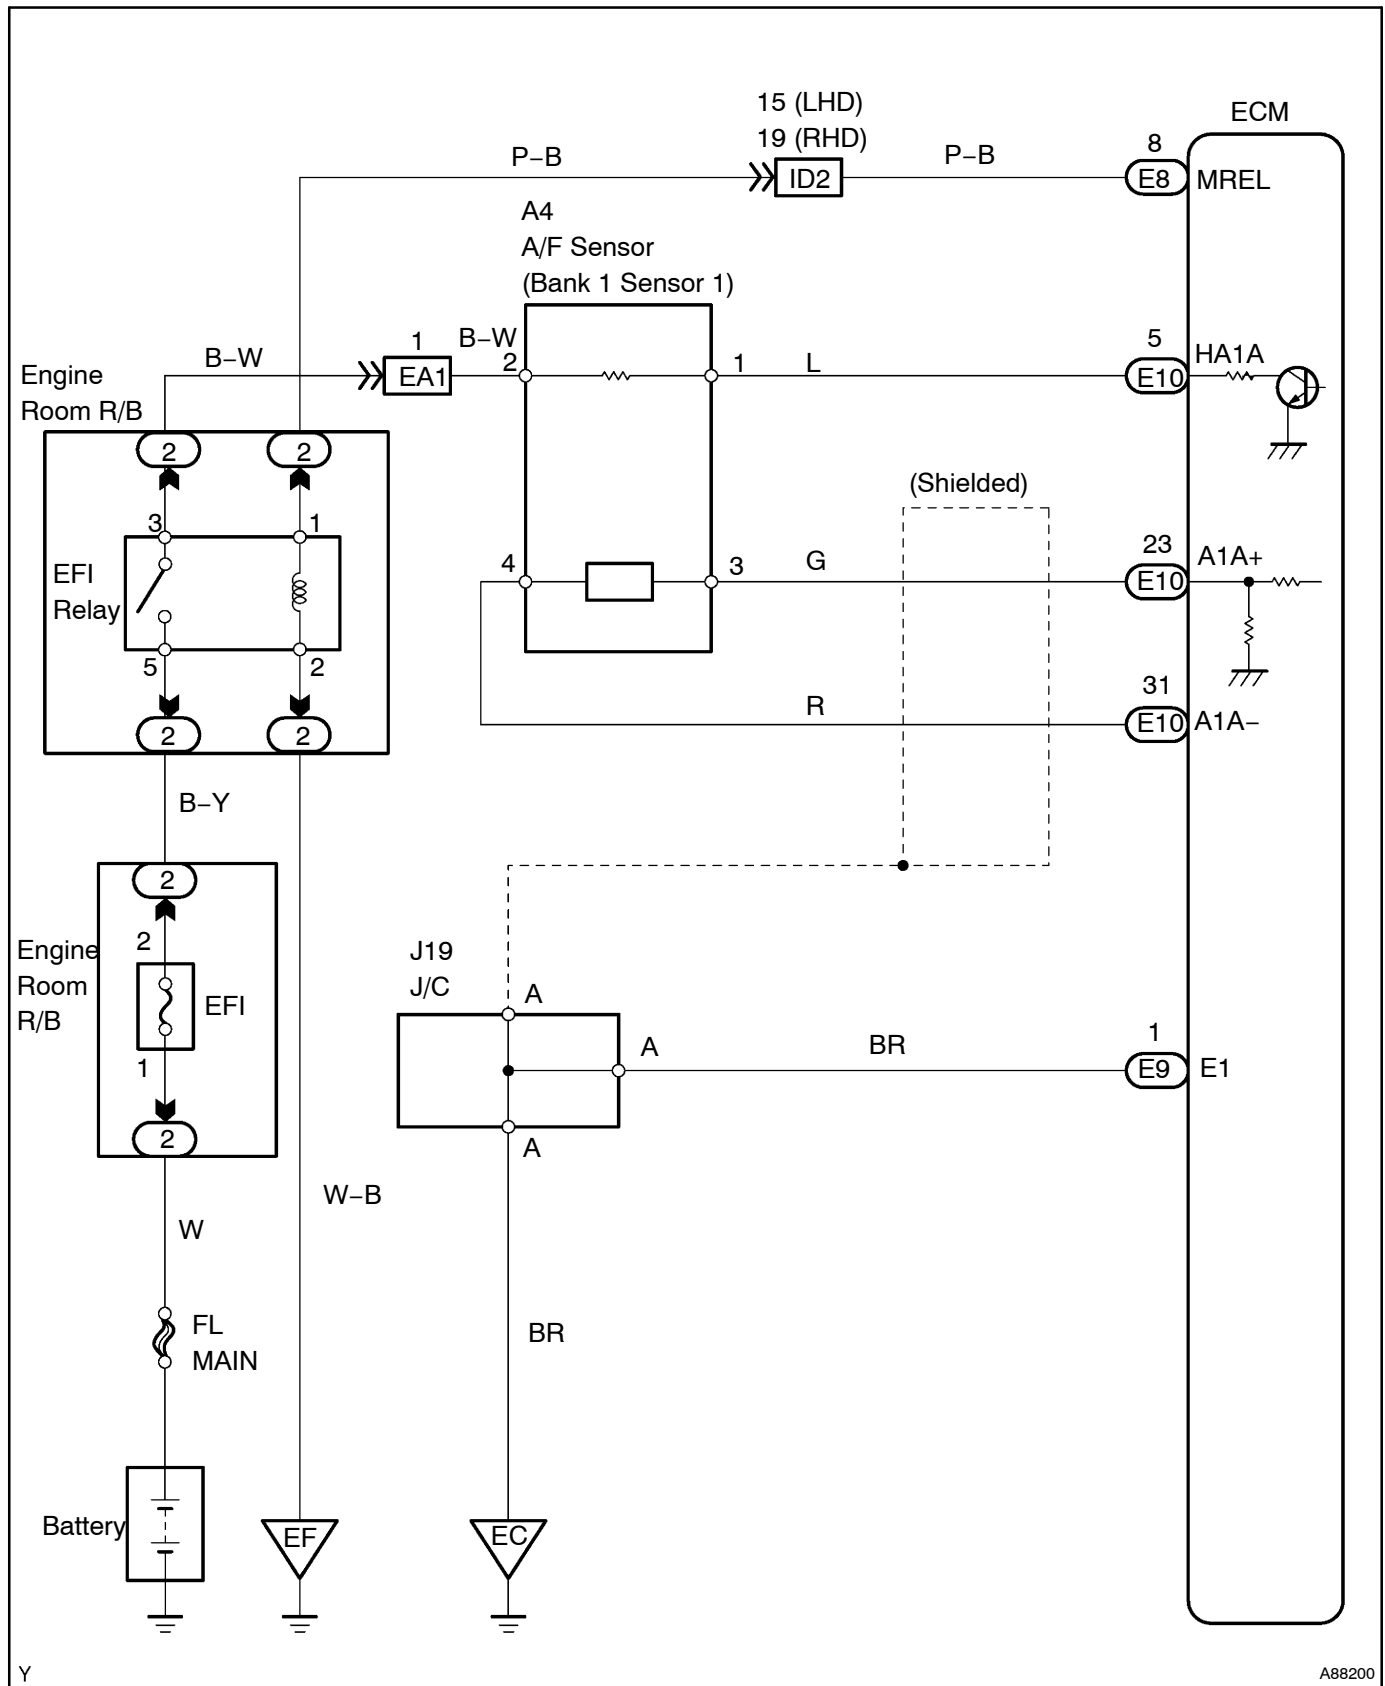 15 (LHD)
19 (RHD)
ECM
P−B
ID2
P−B
8
E8
MREL
A4
A/F Sensor
(Bank 1 Sensor 1)
B−W
1
EA1
B−W
2
1
L
5
E10
HA1A
Engine
Room R/B
2
2
(Shielded)
3
1
EFI
Relay
4
3
G
23
E10
A1A+
5
2
2
2
R
31
E10
A1A−
B−Y
2
Engine
Room
R/B
2
EFI
1
2
J19
J/C
A
A
BR
1
E9
E1
A
W−B
W
FL
MAIN
BR
Battery
EF
EC
Y
A88200